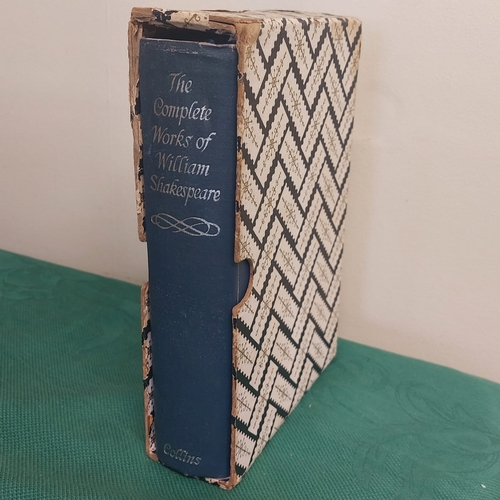 The
Complete
Works of
William
Shakespeare
Collins